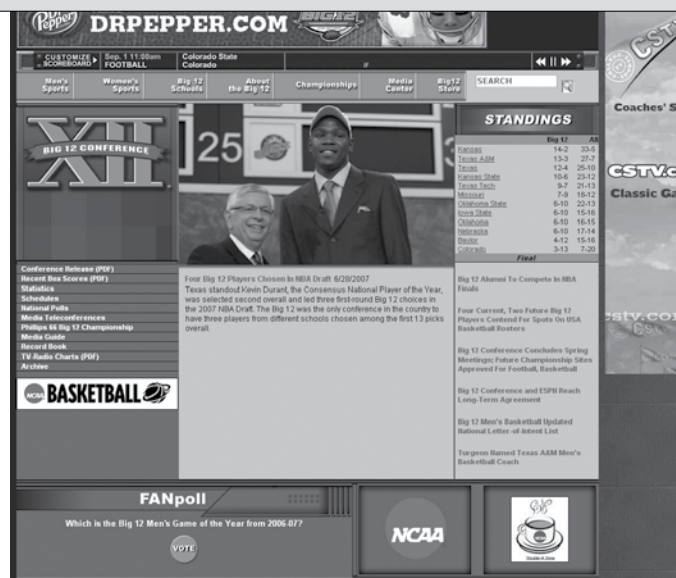 Dr Pepper
DRPEPPER.COM
BIG 12
CUSTOMIZE SCOREBOARD
Sep. 1 11:00am
FOOTBALL
Colorado State
Colorado
Men's Sports
Women's Sports
Big 12 Schools
About the Big 12
Championships
Media Center
Big12 Store
SEARCH
XII
BIG 12 CONFERENCE
25
STANDINGS
Big 12 All
Kansas 14-2 33-5
Texas A&M 13-3 27-7
Texas 12-4 25-10
Kansas State 10-6 23-12
Texas Tech 9-7 21-13
Missouri 7-9 18-12
Oklahoma State 6-10 22-13
Iowa State 6-10 15-16
Oklahoma 6-10 16-15
Nebraska 6-10 17-14
Baylor 4-12 15-16
Colorado 3-13 7-20
Final
Conference Release (PDF)
Recent Box Scores (PDF)
Statistics
Schedules
National Polls
Media Teleconferences
Phillips 66 Big 12 Championship
Media Guide
Record Book
TV-Radio Charts (PDF)
Archive
NCAA BASKETBALL
Four Big 12 Players Chosen In NBA Draft 6/28/2007
Texas standout Kevin Durant, the Consensus National Player of the Year,
was selected second overall and led three first-round Big 12 choices in
the 2007 NBA Draft. The Big 12 was the only conference in the country to
have three players from different schools chosen among the first 13 picks
overall.
Big 12 Alumni To Compete In NBA
Finals
Four Current, Two Future Big 12
Players Contend For Spots On USA
Basketball Rosters
Big 12 Conference Concludes Spring
Meetings; Future Championship Sites
Approved For Football, Basketball
Big 12 Conference and ESPN Reach
Long-Term Agreement
Big 12 Men's Basketball Updated
National Letter-of-Intent List
Turgeon Named Texas A&M Men's
Basketball Coach
CSTV
Coaches' S
CSTV.c
Classic Ga
cstv.com
FANpoll
Which is the Big 12 Men's Game of the Year from 2006-07?
VOTE
NCAA
Double-A Zone